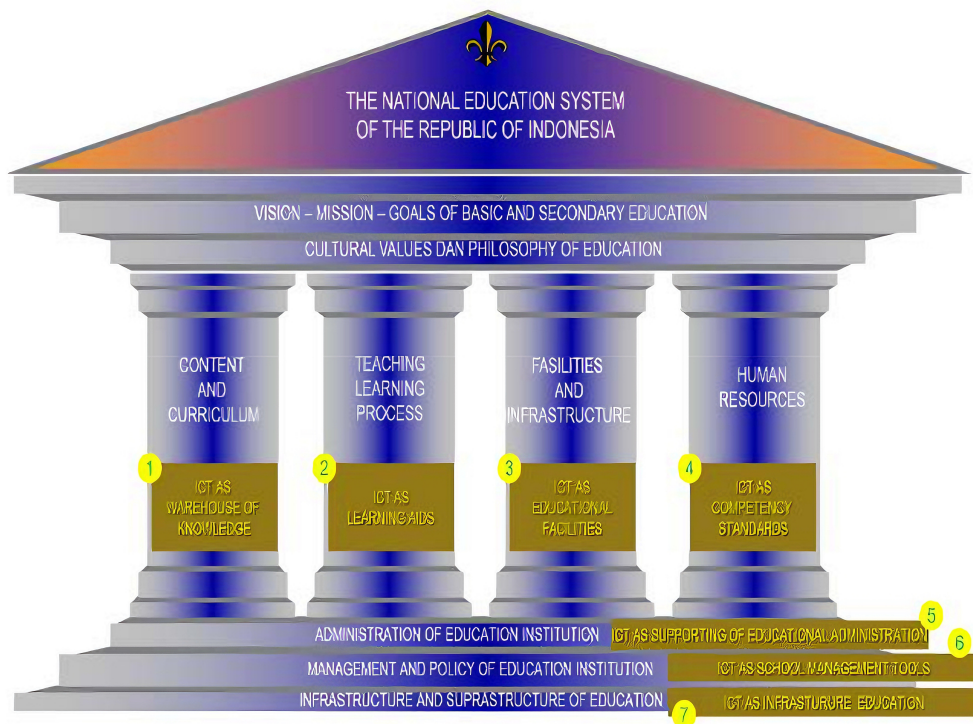 THE NATIONAL EDUCATION SYSTEM
OF THE REPUBLIC OF INDONESIA
VISION – MISSION – GOALS OF BASIC AND SECONDARY EDUCATION
CULTURAL VALUES DAN PHILOSOPHY OF EDUCATION
CONTENT
AND
CURRICULUM
TEACHING
LEARNING
PROCESS
FASILITIES
AND
INFRASTRUCTURE
HUMAN
RESOURCES
1
ICT AS
WAREHOUSE OF
KNOWLEDGE
2
ICT AS
LEARNING AIDS
3
ICT AS
EDUCATIONAL
FACILITIES
4
ICT AS
COMPETENCY
STANDARDS
ADMINISTRATION OF EDUCATION INSTITUTION
ICT AS SUPPORTING OF EDUCATIONAL ADMINISTRATION
5
MANAGEMENT AND POLICY OF EDUCATION INSTITUTION
ICT AS SCHOOL MANAGEMENT TOOLS
6
INFRASTRUCTURE AND SUPRASTRUCTURE OF EDUCATION
ICT AS INFRASTURURE EDUCATION
7